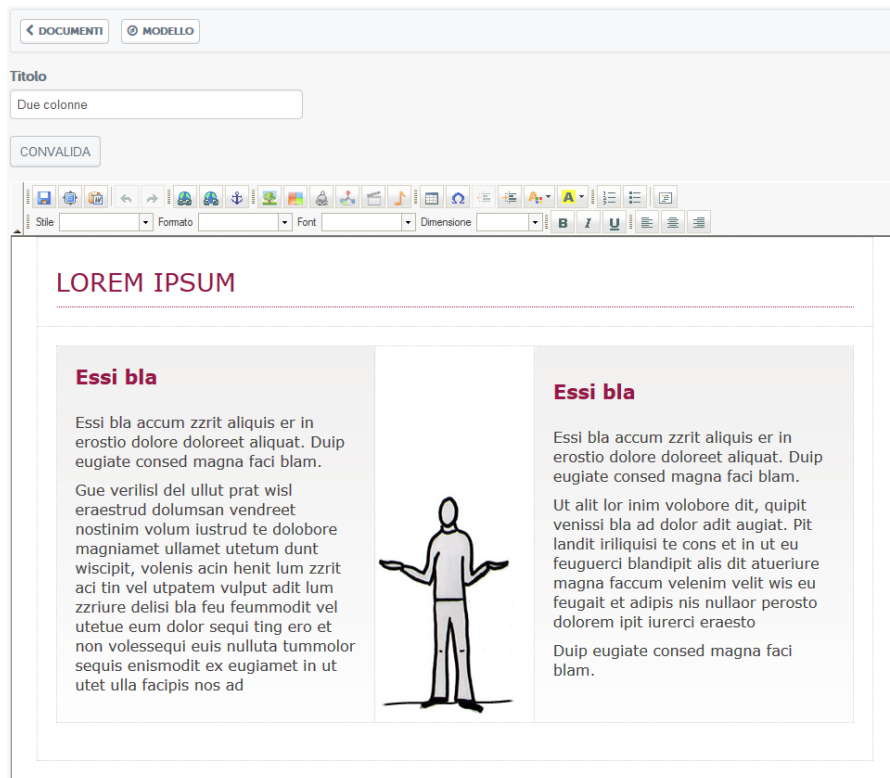 DOCUMENTI MODELLO
Titolo
Due colonne
CONVALIDA
Stile Formato Font Dimensione B I U
LOREM IPSUM
Essi bla
Essi bla accum zzrit aliquis er in
erostio dolore doloreet aliquat. Duip
eugiate consed magna faci blam.
Gue verilisl del ullut prat wisl
eraestrud dolumsan vendreet
nostinim volum iustrud te dolobore
magniamet ullamet utetum dunt
wiscipit, volenis acin henit lum zzrit
aci tin vel utpatem vulput adit lum
zzriure delisi bla feu feummodit vel
utetue eum dolor sequi ting ero et
non volessequi euis nulluta tummolor
sequis enismodit ex eugiamet in ut
utet ulla facipis nos ad
Essi bla
Essi bla accum zzrit aliquis er in
erostio dolore doloreet aliquat. Duip
eugiate consed magna faci blam.
Ut alit lor inim volobore dit, quipit
venissi bla ad dolor adit augiat. Pit
landit iriliquisi te cons et in ut eu
feuguerci blandipit alis dit atueriure
magna faccum velenim velit wis eu
feugait et adipis nis nullaor perosto
dolorem ipit iurerci eraesto
Duip eugiate consed magna faci
blam.